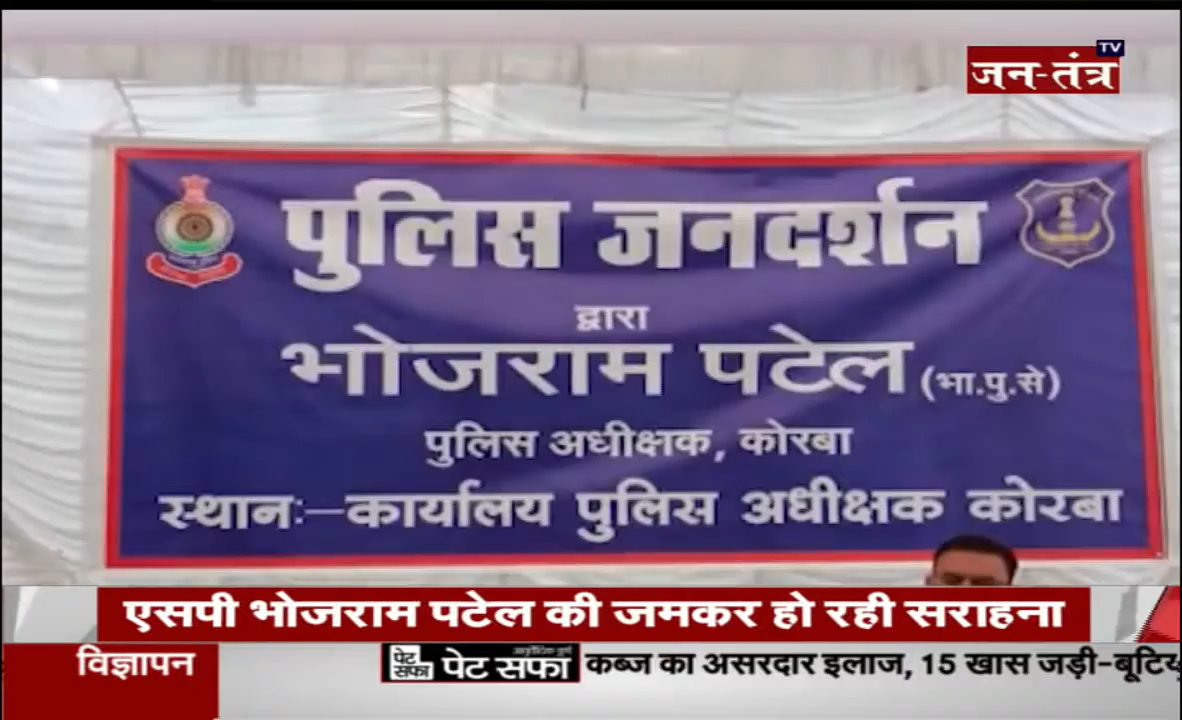 TV
जन-तंत्र
पुलिस जनदर्शन
द्वारा
भोजराम पटेल (भा.पु.से)
पुलिस अधीक्षक, कोरबा
स्थानः–कार्यालय पुलिस अधीक्षक कोरबा
एसपी भोजराम पटेल की जमकर हो रही सराहना
विज्ञापन
पेट सफा
आयुर्वेदिक चूर्ण
पेट सफा कब्ज का असरदार इलाज, 15 खास जड़ी-बूटियों